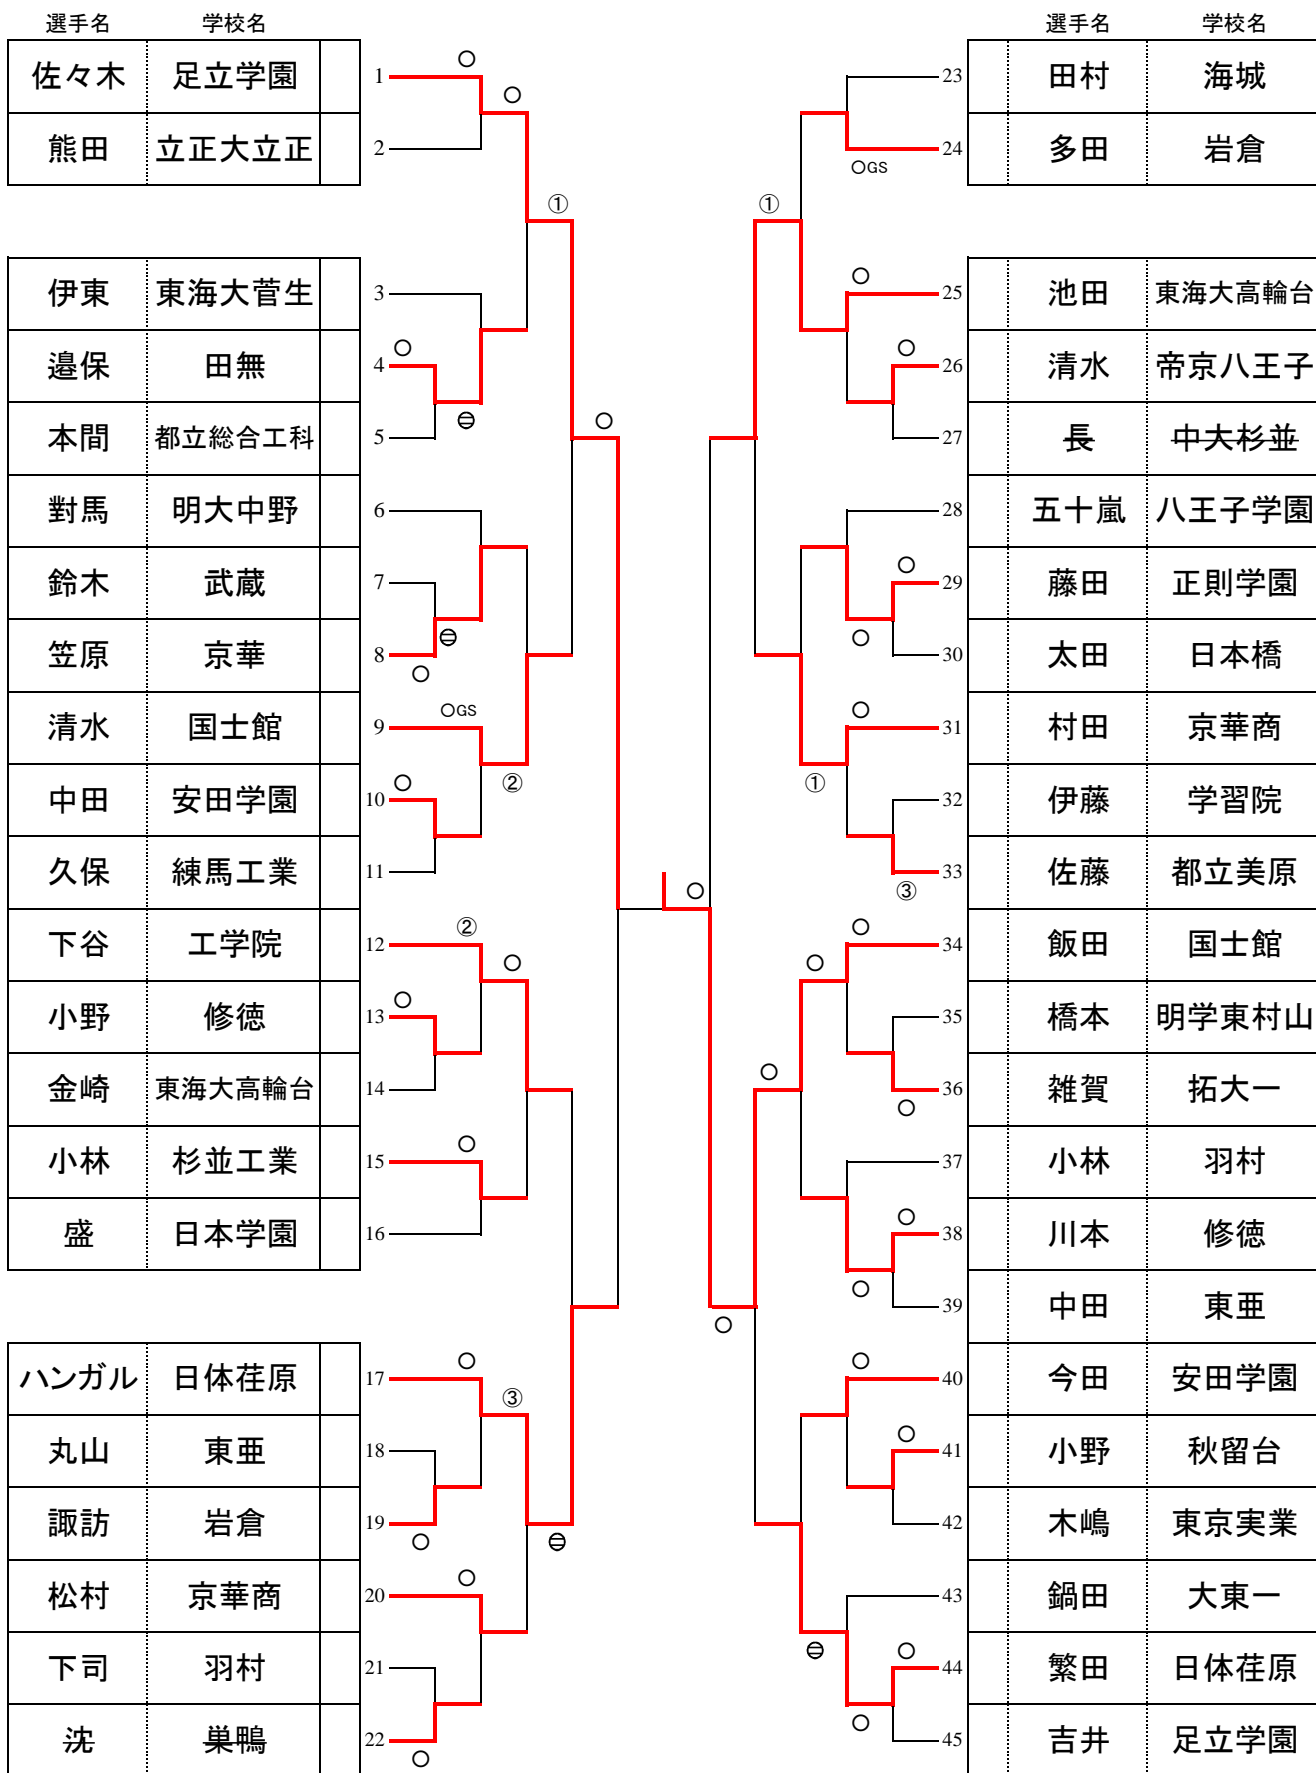 選手名 学校名
佐々木 足立学園 1
熊田 立正大立正 2
伊東 東海大菅生 3
邉保 田無 4
本間 都立総合工科 5
對馬 明大中野 6
鈴木 武蔵 7
笠原 京華 8
清水 国士館 9
中田 安田学園 10
久保 練馬工業 11
下谷 工学院 12
小野 修徳 13
金崎 東海大高輪台 14
小林 杉並工業 15
盛 日本学園 16
ハンガル 日体荏原 17
丸山 東亜 18
諏訪 岩倉 19
松村 京華商 20
下司 羽村 21
沈 巣鴨 22
○
○
①
○
⊖
○
⊖
○
○GS
②
○
②
○
○
○
○
③
○
⊖
○
○
○
①
○
○
選手名 学校名
23 田村 海城
24 多田 岩倉
25 池田 東海大高輪台
26 清水 帝京八王子
27 長 中大杉並
28 五十嵐 八王子学園
29 藤田 正則学園
30 太田 日本橋
31 村田 京華商
32 伊藤 学習院
33 佐藤 都立美原
34 飯田 国士館
35 橋本 明学東村山
36 雑賀 拓大一
37 小林 羽村
38 川本 修徳
39 中田 東亜
40 今田 安田学園
41 小野 秋留台
42 木嶋 東京実業
43 鍋田 大東一
44 繁田 日体荏原
45 吉井 足立学園
○GS
○
○
○
○
○
①
③
○
○
○
○
○
○
○
○
○
⊖
○
○